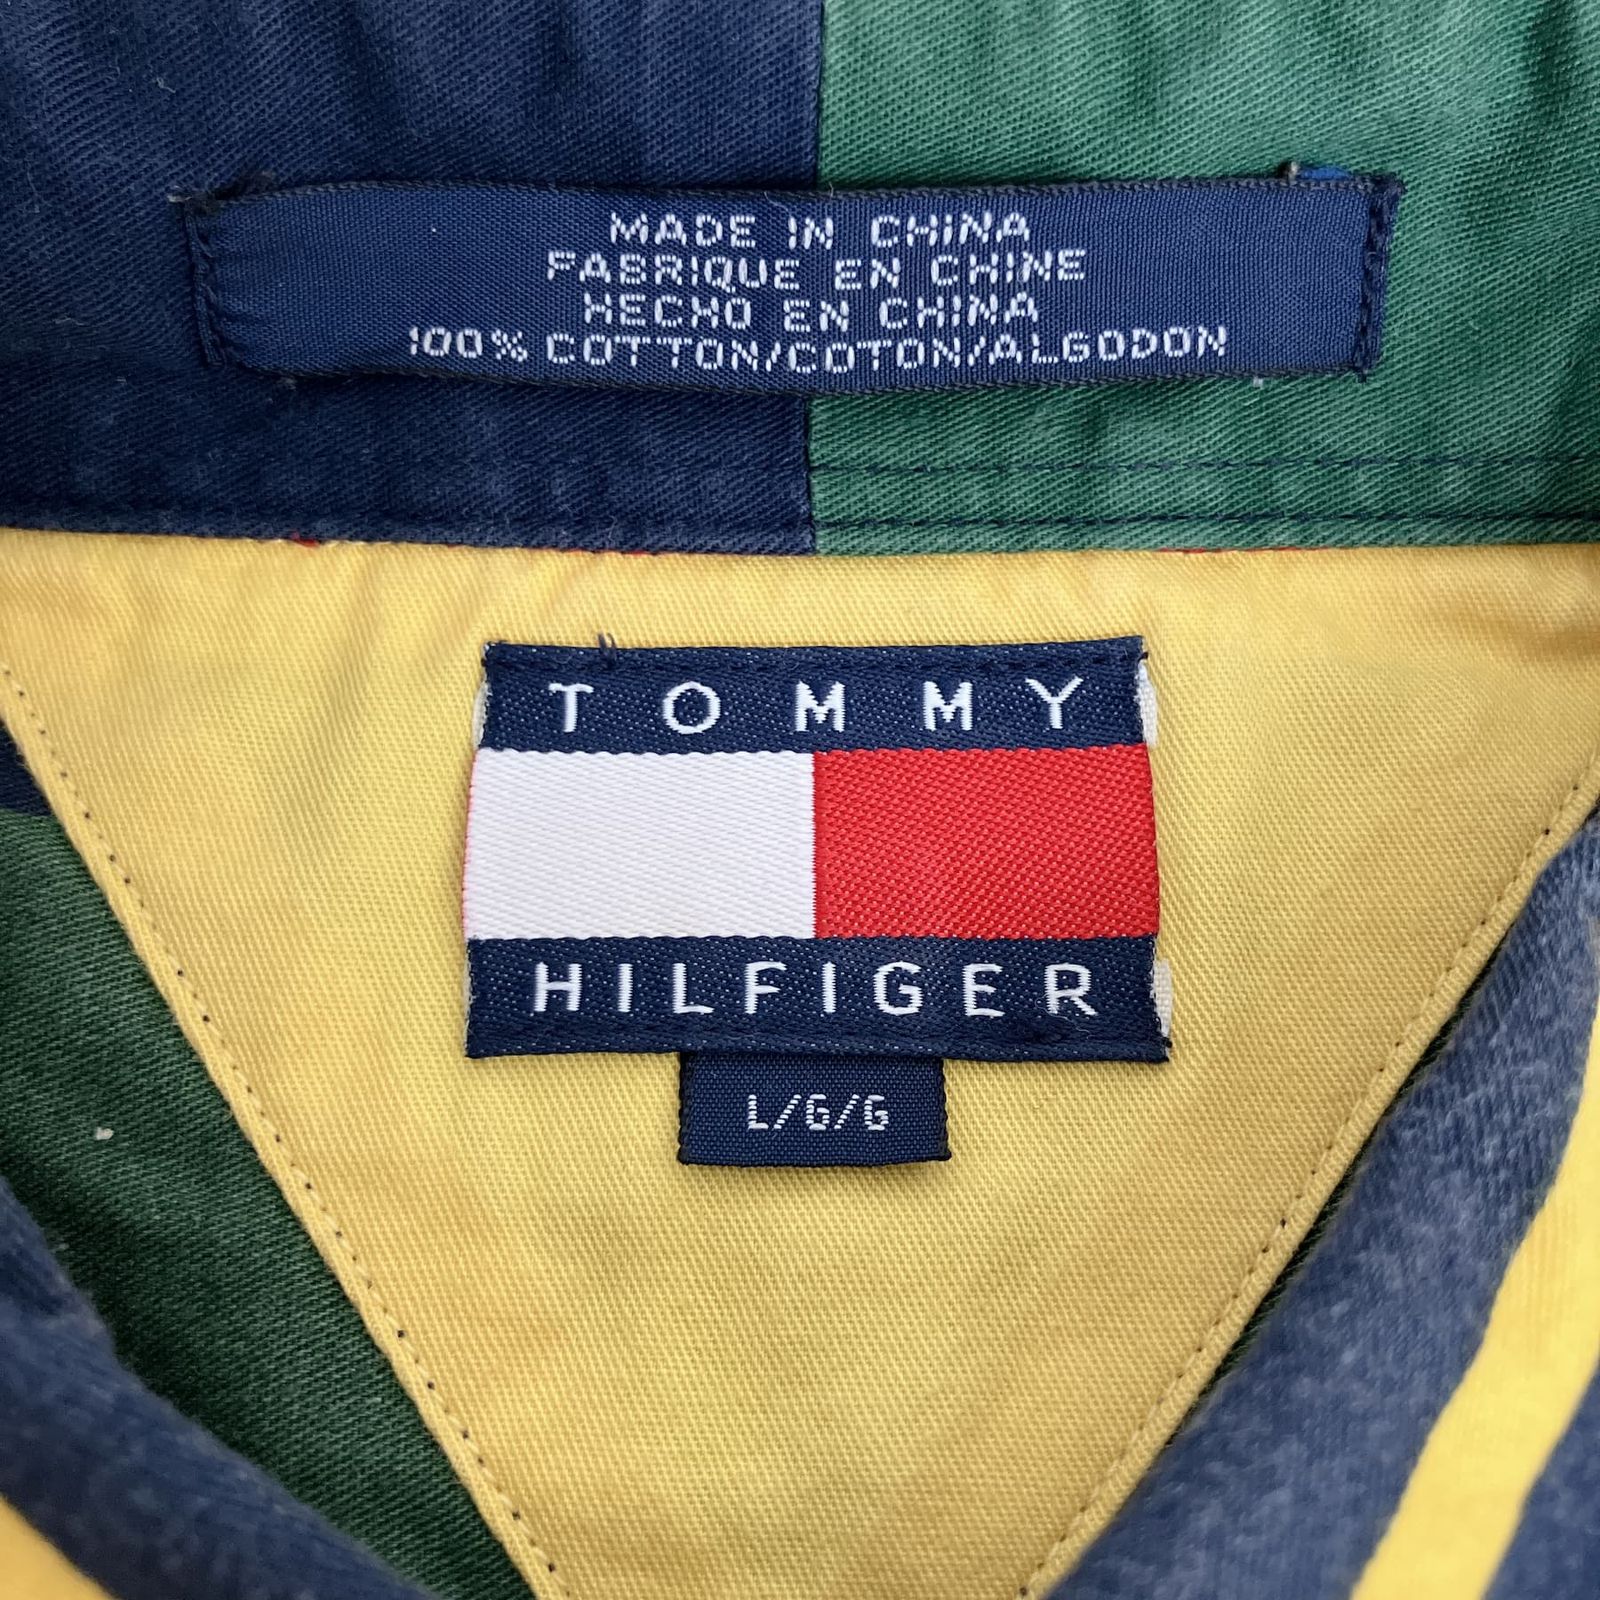 MADE IN CHINA
FABRIQUE EN CHINE
HECHO EN CHINA
100% COTTON/COTON/ALGODON
TOMMY
HILFIGER
L/G/G